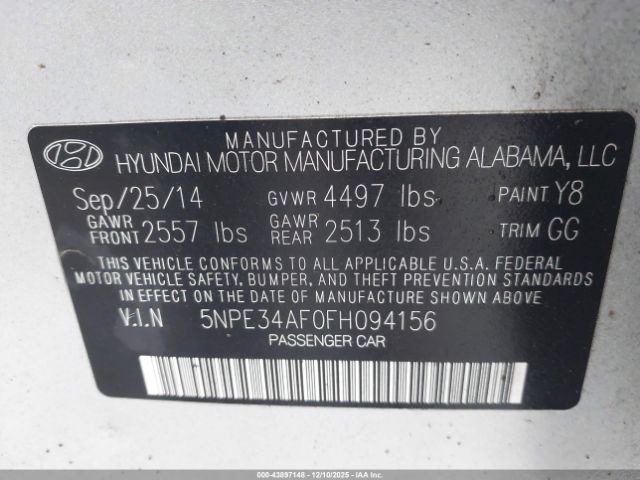 MANUFACTURED BY
HYUNDAI MOTOR MANUFACTURING ALABAMA, LLC
Sep/25/14 GVWR 4497 lbs PAINT Y8
GAWR FRONT 2557 lbs GAWR REAR 2513 lbs TRIM GG
THIS VEHICLE CONFORMS TO ALL APPLICABLE U.S.A. FEDERAL
MOTOR VEHICLE SAFETY, BUMPER, AND THEFT PREVENTION STANDARDS
IN EFFECT ON THE DATE OF MANUFACTURE SHOWN ABOVE.
V.I.N 5NPE34AF0FH094156
PASSENGER CAR
000-43897148 - 12/10/2025 - IAAI.COM